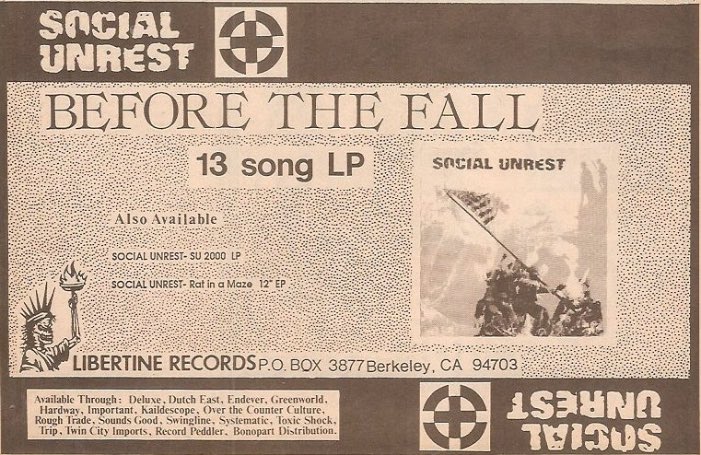 SOCIAL
UNREST
BEFORE THE FALL
13 song LP
SOCIAL UNREST
Also Available
SOCIAL UNREST- SU 2000 LP
SOCIAL UNREST- Rat in a Maze 12" EP
LIBERTINE RECORDS P.O. BOX 3877 Berkeley, CA 94703
Available Through: Deluxe, Dutch East, Endever, Greenworld,
Hardway, Important, Kaildescope, Over the Counter Culture,
Rough Trade, Sounds Good, Swingline, Systematic, Toxic Shock,
Trip, Twin City Imports, Record Peddler, Bonopart Distribution.
SOCIAL
UNREST